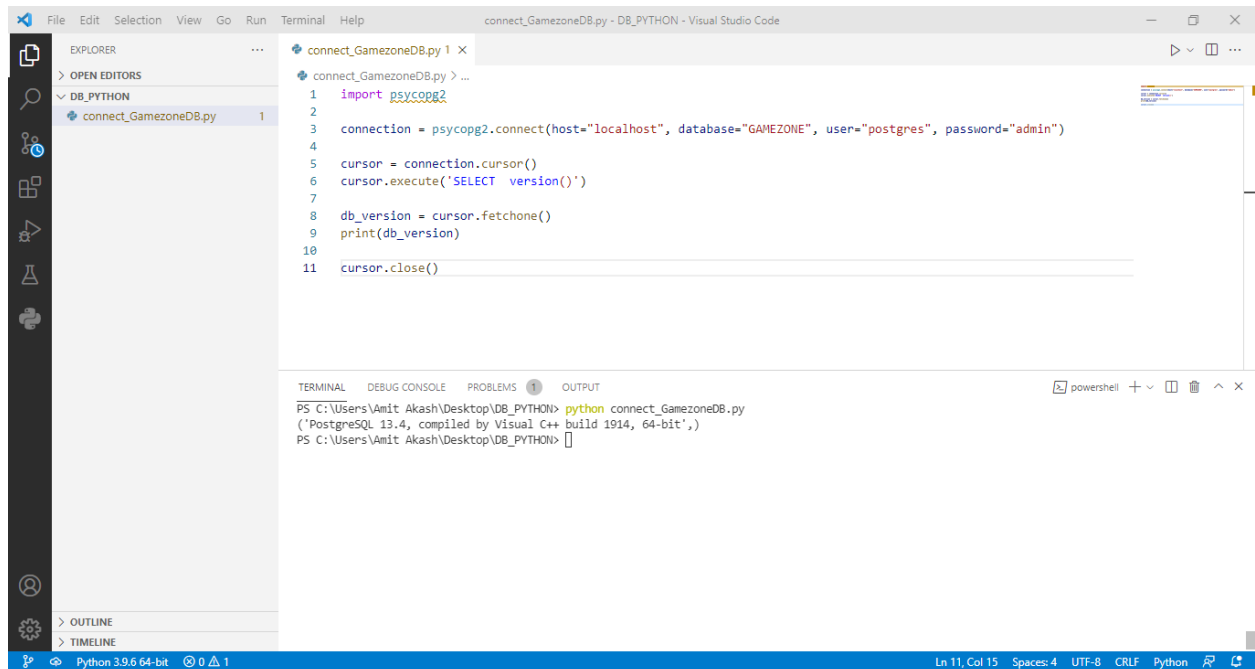 File Edit Selection View Go Run Terminal Help connect_GamezoneDB.py - DB_PYTHON - Visual Studio Code
EXPLORER
OPEN EDITORS
DB_PYTHON
connect_GamezoneDB.py 1
connect_GamezoneDB.py 1
connect_GamezoneDB.py > ...
1 import psycopg2
2
3 connection = psycopg2.connect(host="localhost", database="GAMEZONE", user="postgres", password="admin")
4
5 cursor = connection.cursor()
6 cursor.execute('SELECT  version()')
7
8 db_version = cursor.fetchone()
9 print(db_version)
10
11 cursor.close()
TERMINAL DEBUG CONSOLE PROBLEMS 1 OUTPUT powershell
PS C:\Users\Amit Akash\Desktop\DB_PYTHON> python connect_GamezoneDB.py
('PostgreSQL 13.4, compiled by Visual C++ build 1914, 64-bit',)
PS C:\Users\Amit Akash\Desktop\DB_PYTHON>
OUTLINE
TIMELINE
Python 3.9.6 64-bit 0 1 Ln 11, Col 15 Spaces: 4 UTF-8 CRLF Python